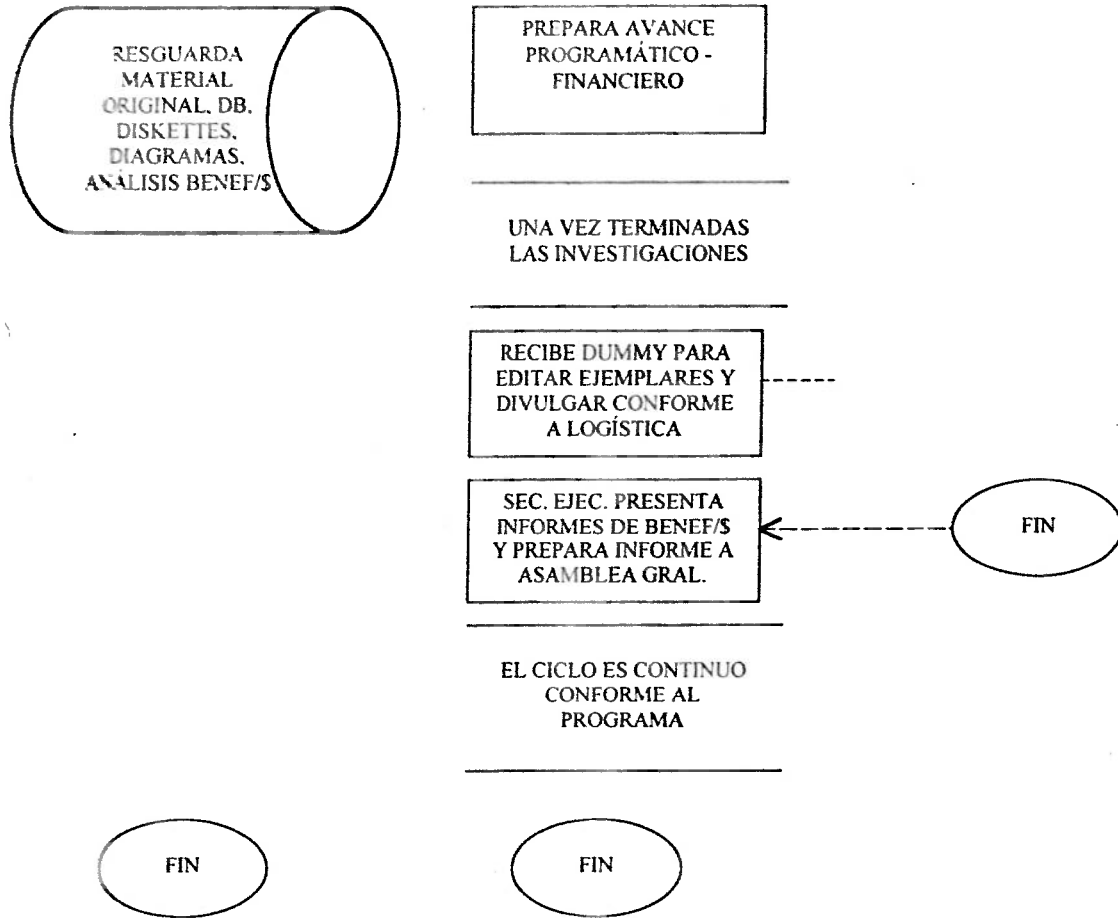 RESGUARDA
MATERIAL
ORIGINAL, DB,
DISKETTES,
DIAGRAMAS,
ANÁLISIS BENEF/$
PREPARA AVANCE
PROGRAMÁTICO -
FINANCIERO
UNA VEZ TERMINADAS
LAS INVESTIGACIONES
RECIBE DUMMY PARA
EDITAR EJEMPLARES Y
DIVULGAR CONFORME
A LOGÍSTICA
SEC. EJEC. PRESENTA
INFORMES DE BENEF/$
Y PREPARA INFORME A
ASAMBLEA GRAL.
FIN
EL CICLO ES CONTINUO
CONFORME AL
PROGRAMA
FIN
FIN